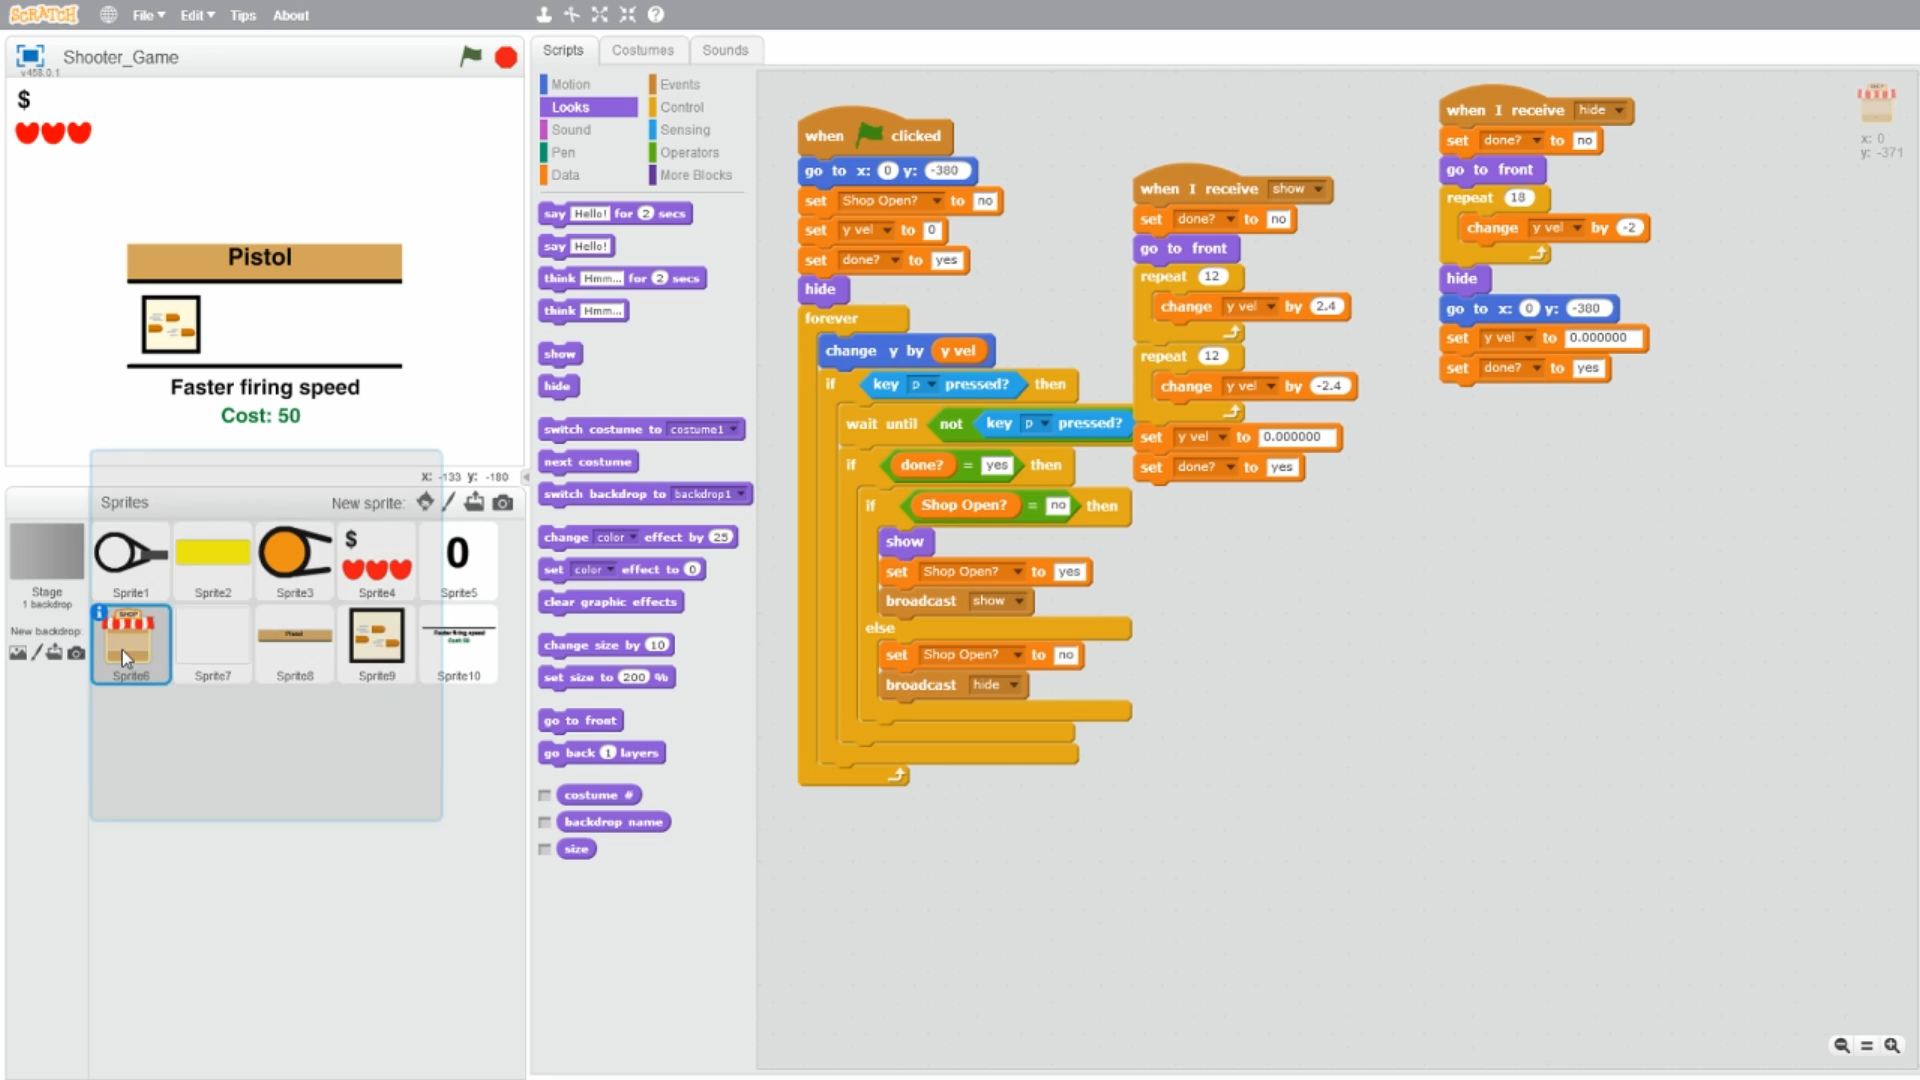 SCRATCH File Edit Tips About
Shooter_Game
v458.0.1
$
Pistol
Faster firing speed
Cost: 50
x: -133 y: -180
Sprites New sprite:
Stage
1 backdrop
New backdrop:
$
0
Sprite1 Sprite2 Sprite3 Sprite4 Sprite5
SHOP
Pistol
Faster firing speed
Cost: 50
Sprite6 Sprite7 Sprite8 Sprite9 Sprite10
Scripts Costumes Sounds
Motion Events
Looks Control
Sound Sensing
Pen Operators
Data More Blocks
say Hello! for 2 secs
say Hello!
think Hmm... for 2 secs
think Hmm...
show
hide
switch costume to costume1
next costume
switch backdrop to backdrop1
change color effect by 25
set color effect to 0
clear graphic effects
change size by 10
set size to 200 %
go to front
go back 1 layers
costume #
backdrop name
size
when clicked
go to x: 0 y: -380
set Shop Open? to no
set y vel to 0
set done? to yes
hide
forever
change y by y vel
if key p pressed? then
wait until not key p pressed?
if done? = yes then
if Shop Open? = no then
show
set Shop Open? to yes
broadcast show
else
set Shop Open? to no
broadcast hide
when I receive show
set done? to no
go to front
repeat 12
change y vel by 2.4
repeat 12
change y vel by -2.4
set y vel to 0.000000
set done? to yes
when I receive hide
set done? to no
go to front
repeat 18
change y vel by -2
hide
go to x: 0 y: -380
set y vel to 0.000000
set done? to yes
x: 0
y: -371